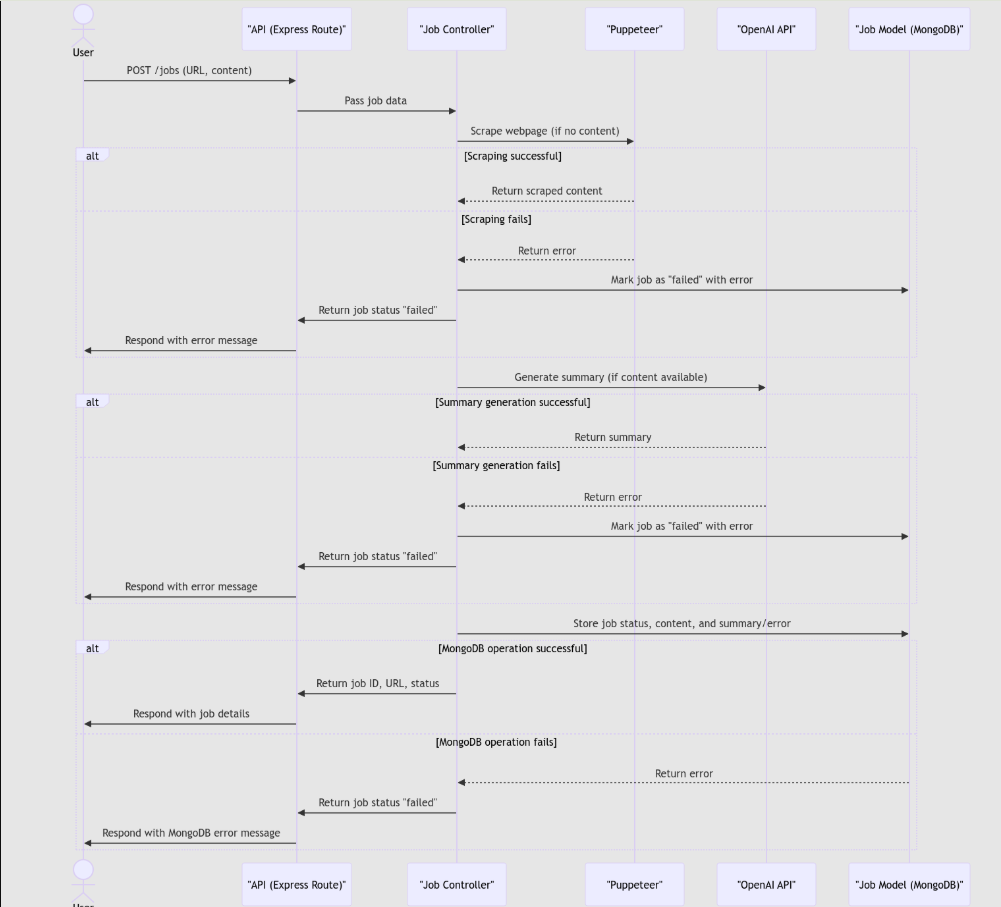 "API (Express Route)" "Job Controller" "Puppeteer" "OpenAI API" "Job Model (MongoDB)"
User
POST /jobs (URL, content)
Pass job data
Scrape webpage (if no content)
alt [Scraping successful]
Return scraped content
[Scraping fails]
Return error
Mark job as "failed" with error
Return job status "failed"
Respond with error message
Generate summary (if content available)
alt [Summary generation successful]
Return summary
[Summary generation fails]
Return error
Mark job as "failed" with error
Return job status "failed"
Respond with error message
Store job status, content, and summary/error
alt [MongoDB operation successful]
Return job ID, URL, status
Respond with job details
[MongoDB operation fails]
Return error
Return job status "failed"
Respond with MongoDB error message
"API (Express Route)" "Job Controller" "Puppeteer" "OpenAI API" "Job Model (MongoDB)"
User